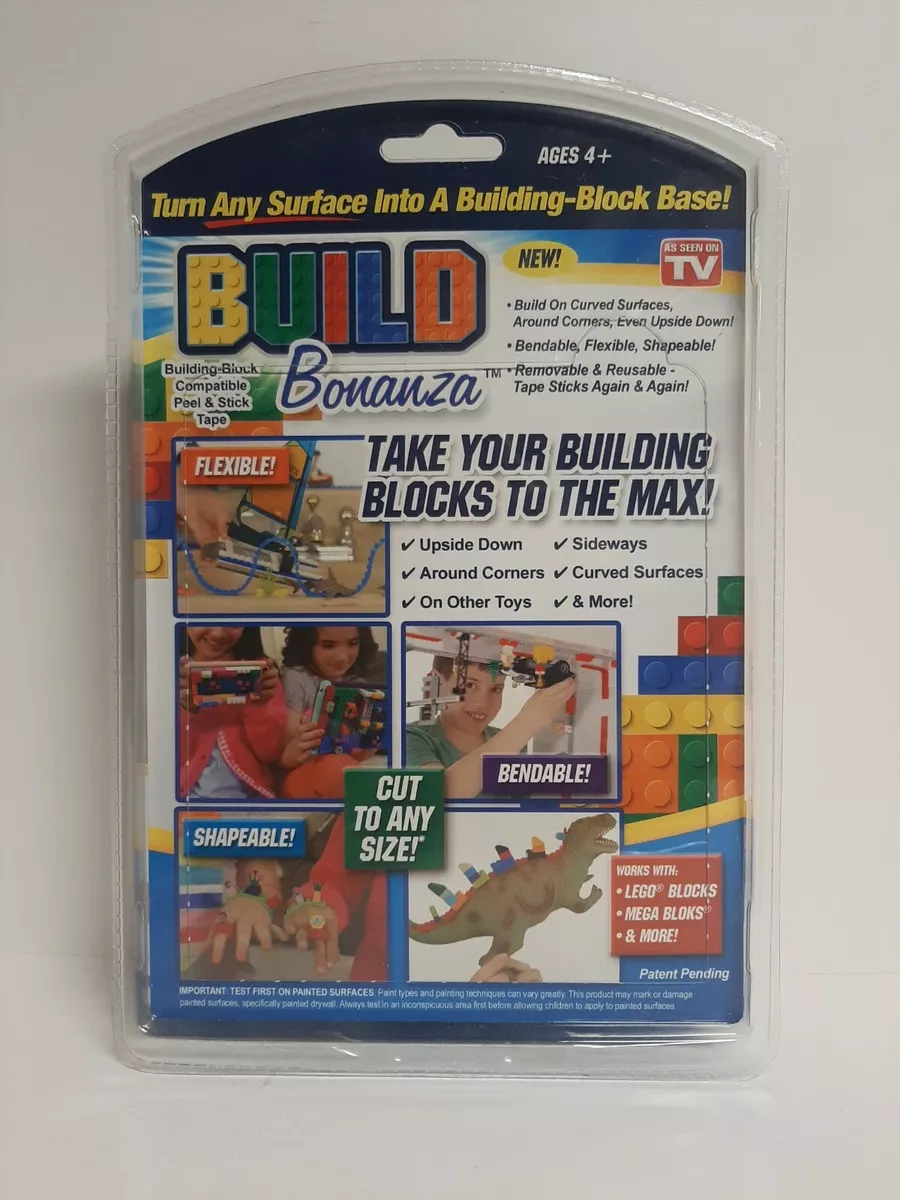 AGES 4+
Turn Any Surface Into A Building-Block Base!
BUILD
Bonanza™
Building-Block
Compatible
Peel & Stick
Tape
NEW!
AS SEEN ON
TV
• Build On Curved Surfaces,
Around Corners, Even Upside Down!
• Bendable, Flexible, Shapeable!
• Removable & Reusable -
Tape Sticks Again & Again!
FLEXIBLE!
TAKE YOUR BUILDING
BLOCKS TO THE MAX!
✓ Upside Down
✓ Sideways
✓ Around Corners
✓ Curved Surfaces
✓ On Other Toys
✓ & More!
BENDABLE!
CUT
TO ANY
SIZE!*
SHAPEABLE!
WORKS WITH:
• LEGO® BLOCKS
• MEGA BLOKS®
• & MORE!
Patent Pending
IMPORTANT: TEST FIRST ON PAINTED SURFACES. Paint types and painting techniques can vary greatly. This product may mark or damage
painted surfaces, specifically painted drywall. Always test in an inconspicuous area first before allowing children to apply to painted surfaces.